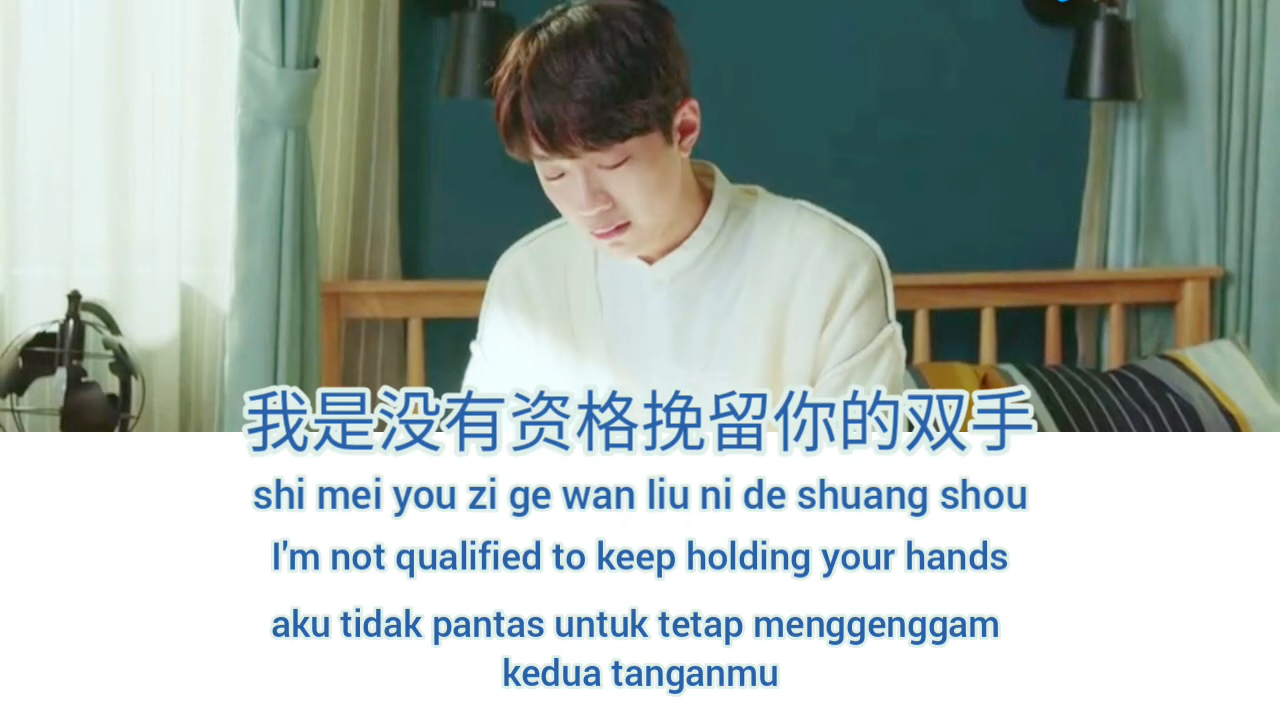 我是没有资格挽留你的双手
shi mei you zi ge wan liu ni de shuang shou
I'm not qualified to keep holding your hands
aku tidak pantas untuk tetap menggenggam
kedua tanganmu